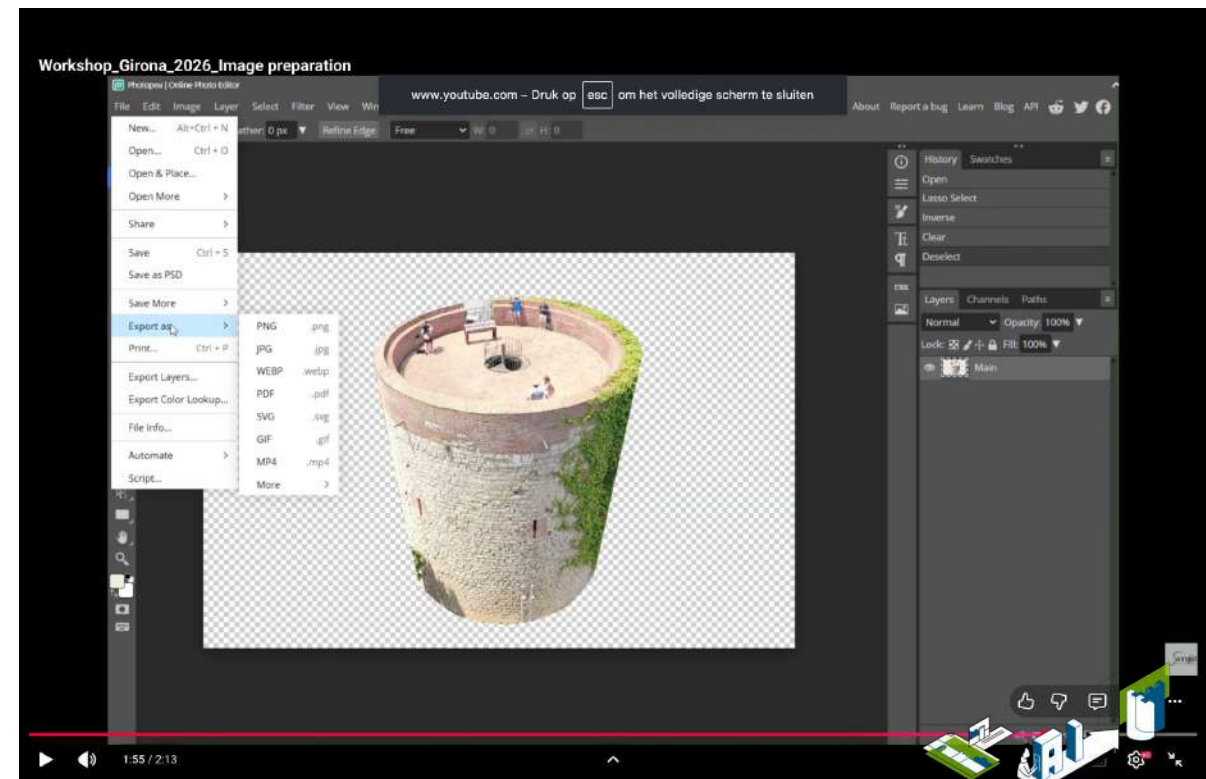 Workshop_Girona_2026_Image preparation
Photopea | Online Photo Editor
www.youtube.com – Druk op esc om het volledige scherm te sluiten
File Edit Image Layer Select Filter View
About Report a bug Learn Blog API
0 px Refine Edge Free W: 0 H: 0
New... Alt+Ctrl + N
Open... Ctrl + O
Open & Place...
Open More
Share
Save Ctrl + S
Save as PSD
Save More
Export as
Print... Ctrl + P
Export Layers...
Export Color Lookup...
File Info...
Automate
Script...
PNG .png
JPG .jpg
WEBP .webp
PDF .pdf
SVG .svg
GIF .gif
MP4 .mp4
More
History Swatches
Open
Lasso Select
Inverse
Clear
Deselect
CSS
Layers Channels Paths
Normal Opacity: 100%
Lock: Fill: 100%
Main
1:55 / 2:13